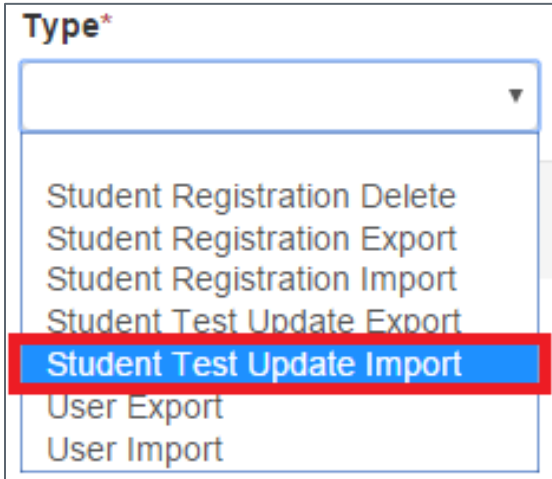 Type*
Student Registration Delete
Student Registration Export
Student Registration Import
Student Test Update Export
Student Test Update Import
User Export
User Import